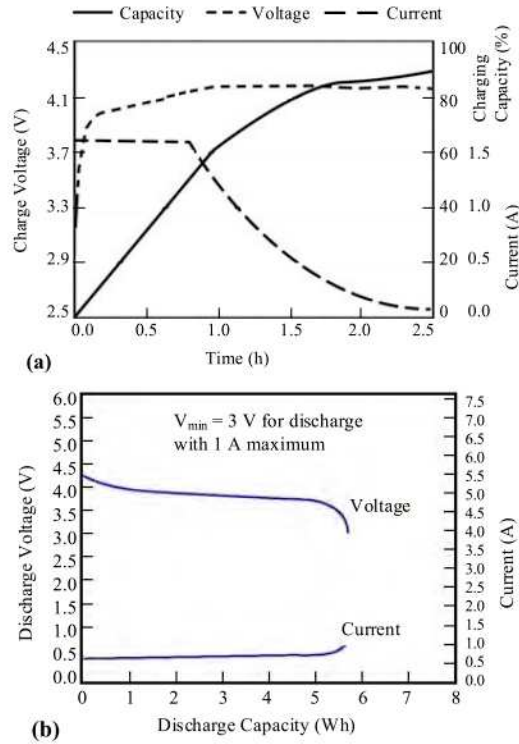 Capacity Voltage Current
4.5 100
4.1 80
3.7 60 1.5
3.3 40 1.0
2.9 20 0.5
2.5 0 0.0
Charge Voltage (V)
Charging
Capacity (%)
Current (A)
0.0 0.5 1.0 1.5 2.0 2.5
Time (h)
(a)
V min = 3 V for discharge
with 1 A maximum
6.0
5.5
5.0
4.5
4.0
3.5
3.0
2.5
2.0
1.5
1.0
0.5
0.0
Discharge Voltage (V)
Voltage
Current
7.5
7.0
6.5
6.0
5.5
5.0
4.5
4.0
3.5
3.0
2.5
2.0
1.5
1.0
0.5
0.0
Current (A)
0 1 2 3 4 5 6 7 8
Discharge Capacity (Wh)
(b)